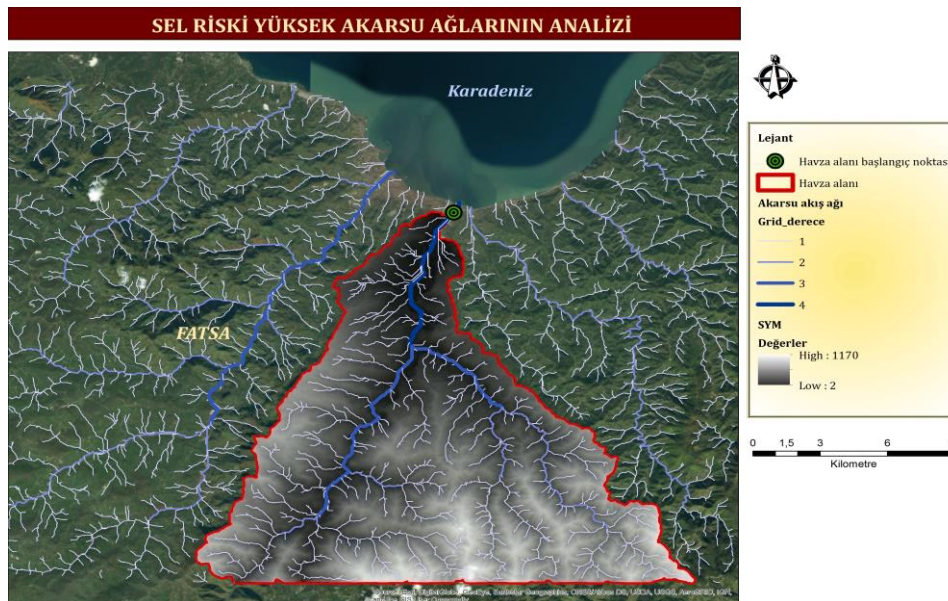 SEL RİSKİ YÜKSEK AKARSU AĞLARININ ANALİZİ
Karadeniz
FATSA
Lejant
Havza alanı başlangıç noktas
Havza alanı
Akarsu akış ağı
Grid_derece
1
2
3
4
SYM
Değerler
High : 1170
Low : 2
0 1,5 3 6
Kilometre